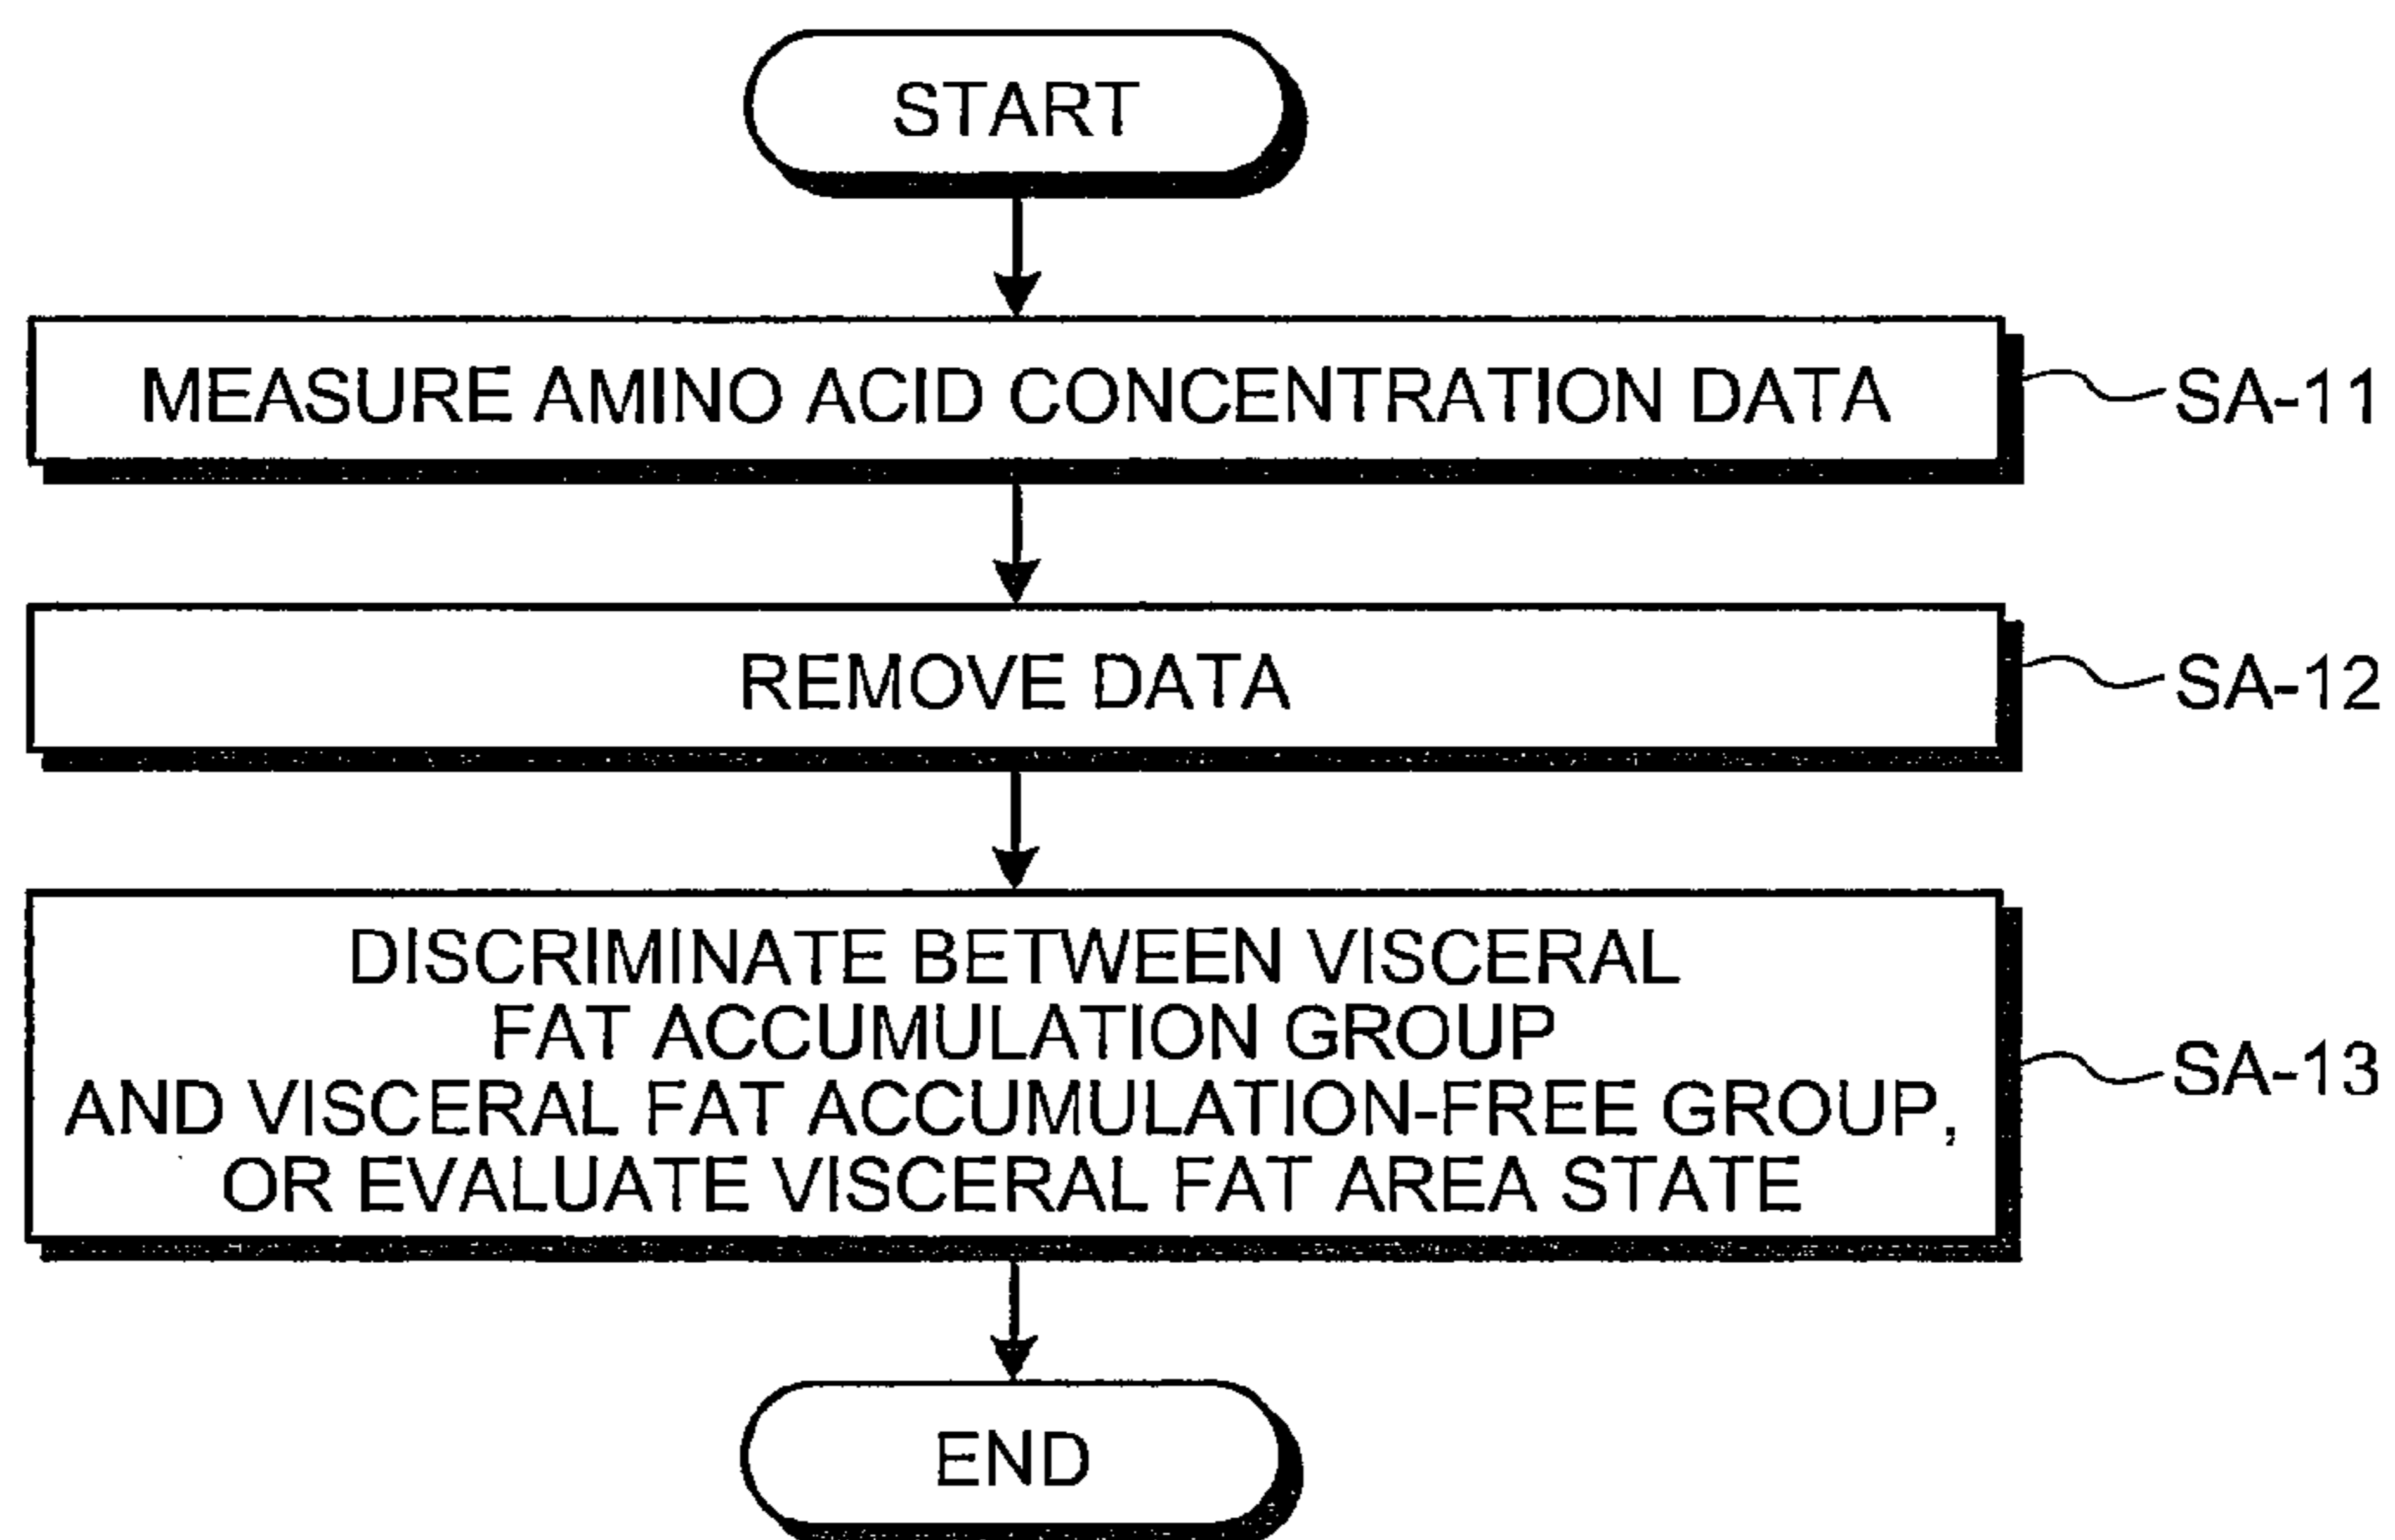 START
MEASURE AMINO ACID CONCENTRATION DATA
SA-11
REMOVE DATA
SA-12
DISCRIMINATE BETWEEN VISCERAL
FAT ACCUMULATION GROUP
AND VISCERAL FAT ACCUMULATION-FREE GROUP,
OR EVALUATE VISCERAL FAT AREA STATE
SA-13
END